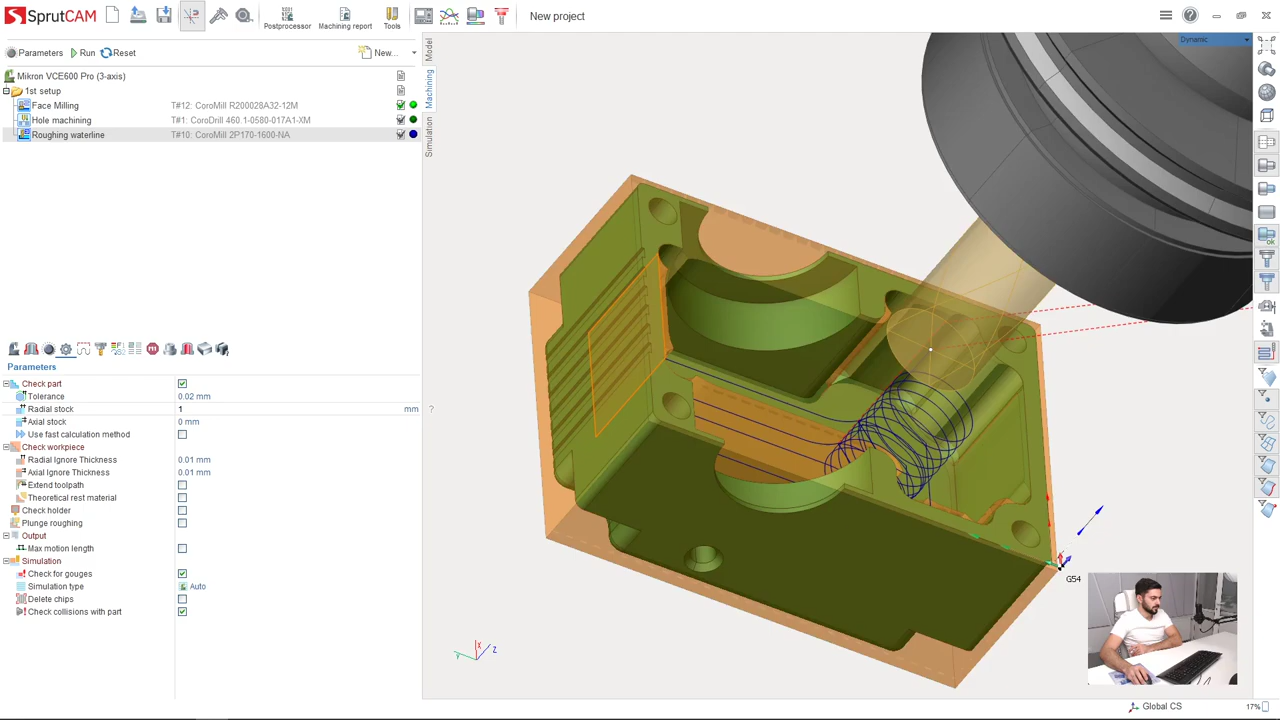 SprutCAM
Postprocessor
Machining report
Tools
New project
Parameters
Run
Reset
New...
Mikron VCE600 Pro (3-axis)
1st setup
Face Milling T#12: CoroMill R200028A32-12M
Hole machining T#1: CoroDrill 460.1-0580-017A1-XM
Roughing waterline T#10: CoroMill 2P170-1600-NA
Model
Machining
Simulation
Dynamic
Parameters
Check part
Tolerance 0.02 mm
Radial stock 1 mm
Axial stock 0 mm
Use fast calculation method
Check workpiece
Radial Ignore Thickness 0.01 mm
Axial Ignore Thickness 0.01 mm
Extend toolpath
Theoretical rest material
Check holder
Plunge roughing
Output
Max motion length
Simulation
Check for gouges
Simulation type Auto
Delete chips
Check collisions with part
?
G54
X
Y
Z
Global CS
17%